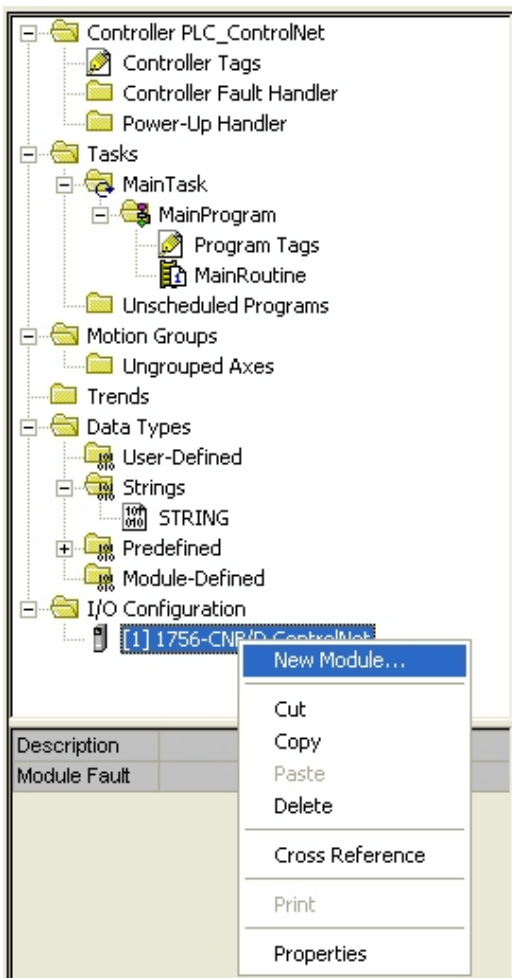 Controller PLC_ControlNet
Controller Tags
Controller Fault Handler
Power-Up Handler
Tasks
MainTask
MainProgram
Program Tags
MainRoutine
Unscheduled Programs
Motion Groups
Ungrouped Axes
Trends
Data Types
User-Defined
Strings
STRING
Predefined
Module-Defined
I/O Configuration
[1] 1756-CNB/D ControlNet
New Module...
Cut
Copy
Paste
Delete
Cross Reference
Print
Properties
Description
Module Fault